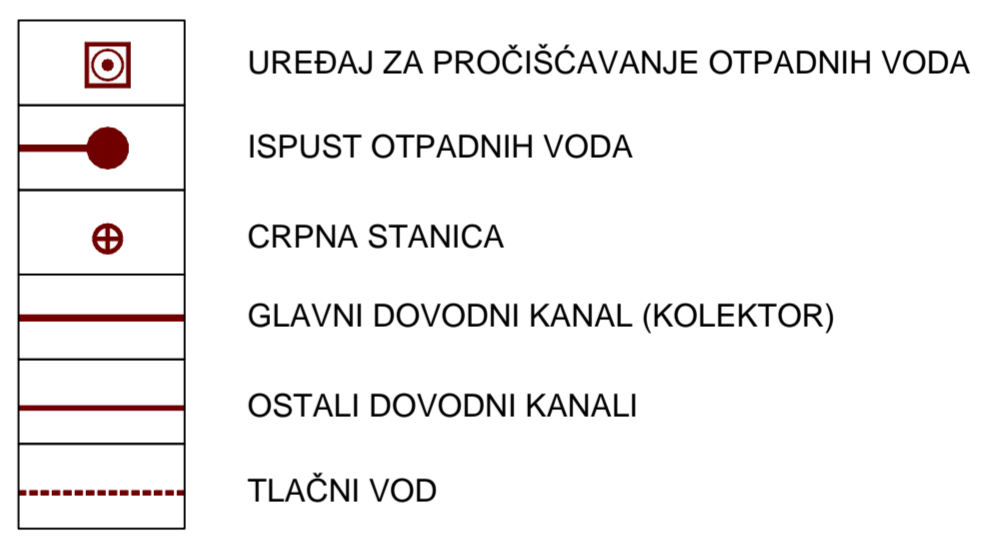 UREĐAJ ZA PROČIŠĆAVANJE OTPADNIH VODA
ISPUST OTPADNIH VODA
CRPNA STANICA
GLAVNI DOVODNI KANAL (KOLEKTOR)
OSTALI DOVODNI KANALI
TLAČNI VOD